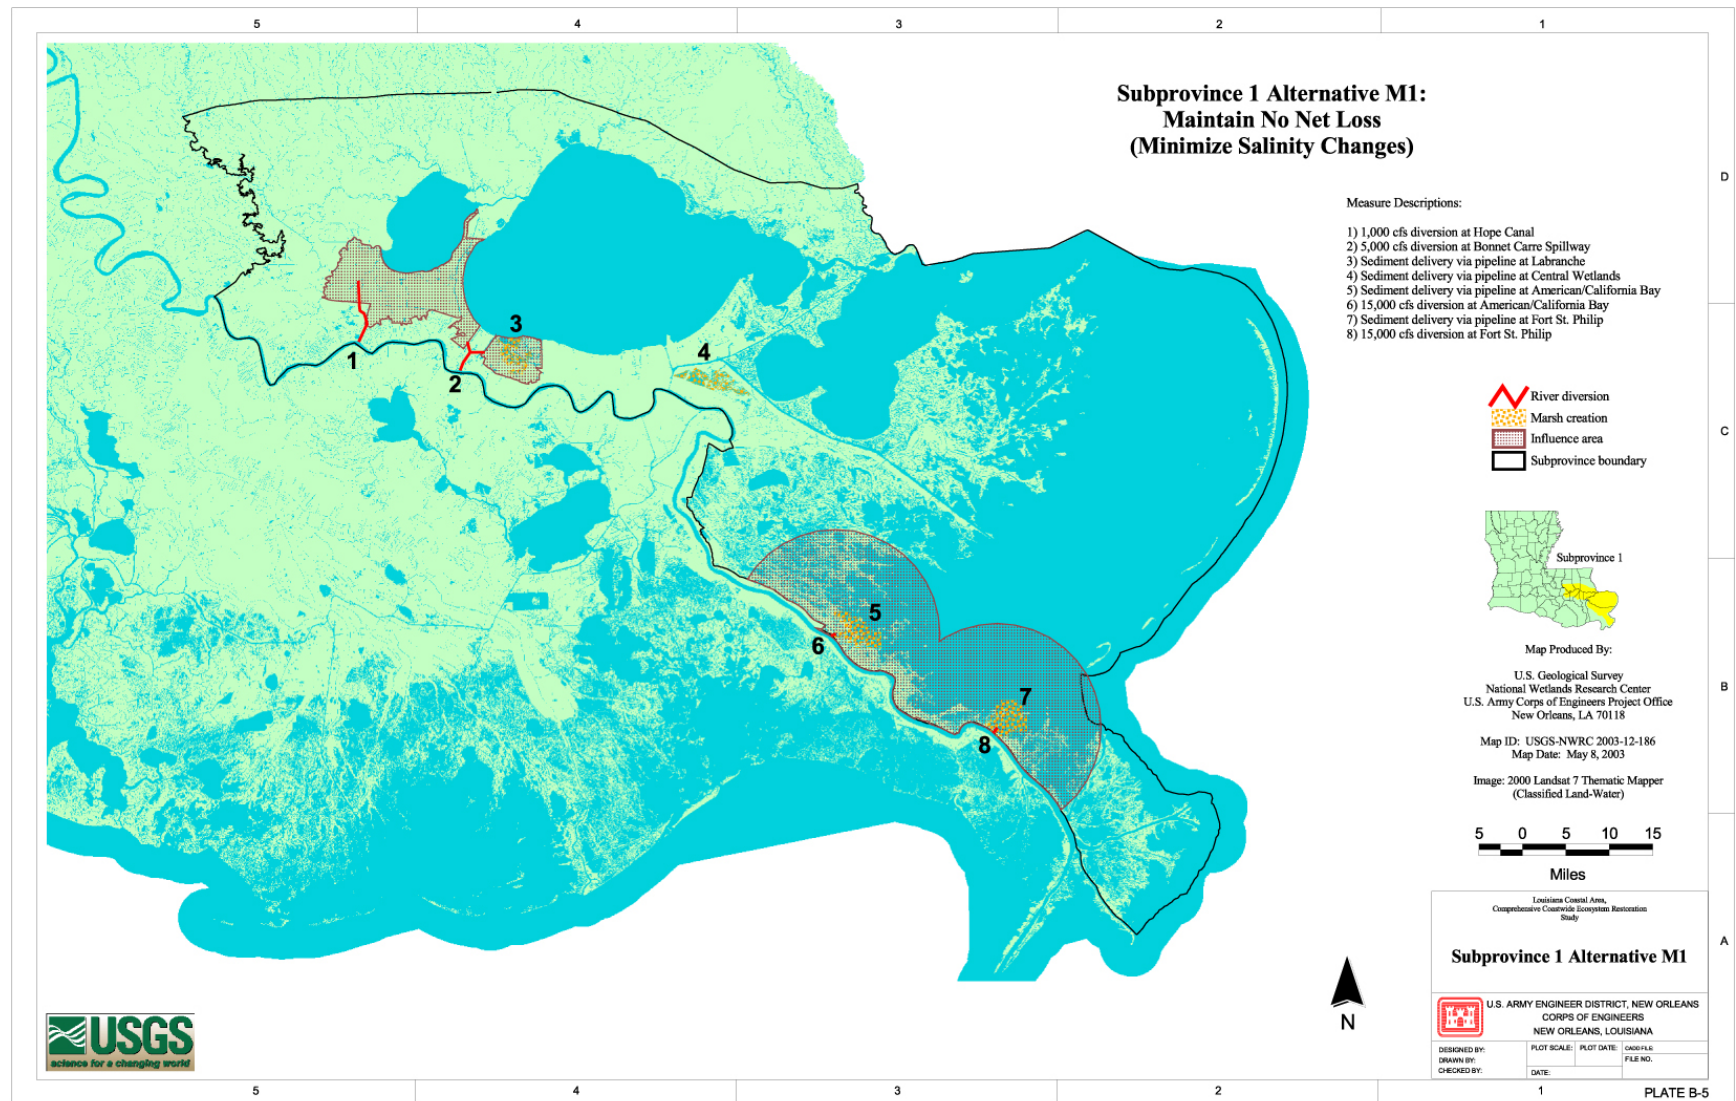 5 4 3 2 1
Subprovince 1 Alternative M1:
Maintain No Net Loss
(Minimize Salinity Changes)
D
Measure Descriptions:
1) 1,000 cfs diversion at Hope Canal
2) 5,000 cfs diversion at Bonnet Carre Spillway
3) Sediment delivery via pipeline at Labranche
4) Sediment delivery via pipeline at Central Wetlands
5) Sediment delivery via pipeline at American/California Bay
6) 15,000 cfs diversion at American/California Bay
7) Sediment delivery via pipeline at Fort St. Philip
8) 15,000 cfs diversion at Fort St. Philip
3
1
4
2
River diversion
Marsh creation
Influence area
Subprovince boundary
C
Subprovince 1
5
6
7
8
Map Produced By:
U.S. Geological Survey
National Wetlands Research Center
U.S. Army Corps of Engineers Project Office
New Orleans, LA 70118
B
Map ID: USGS-NWRC 2003-12-186
Map Date: May 8, 2003
Image: 2000 Landsat 7 Thematic Mapper
(Classified Land-Water)
5 0 5 10 15
Miles
Louisiana Coastal Area,
Comprehensive Coastwide Ecosystem Restoration
Study
A
Subprovince 1 Alternative M1
N
U.S. ARMY ENGINEER DISTRICT, NEW ORLEANS
CORPS OF ENGINEERS
NEW ORLEANS, LOUISIANA
DESIGNED BY:
DRAWN BY:
CHECKED BY:
PLOT SCALE: PLOT DATE: CADD FILE:
FILE NO.
DATE:
USGS
science for a changing world
5 4 3 2 1
PLATE B-5